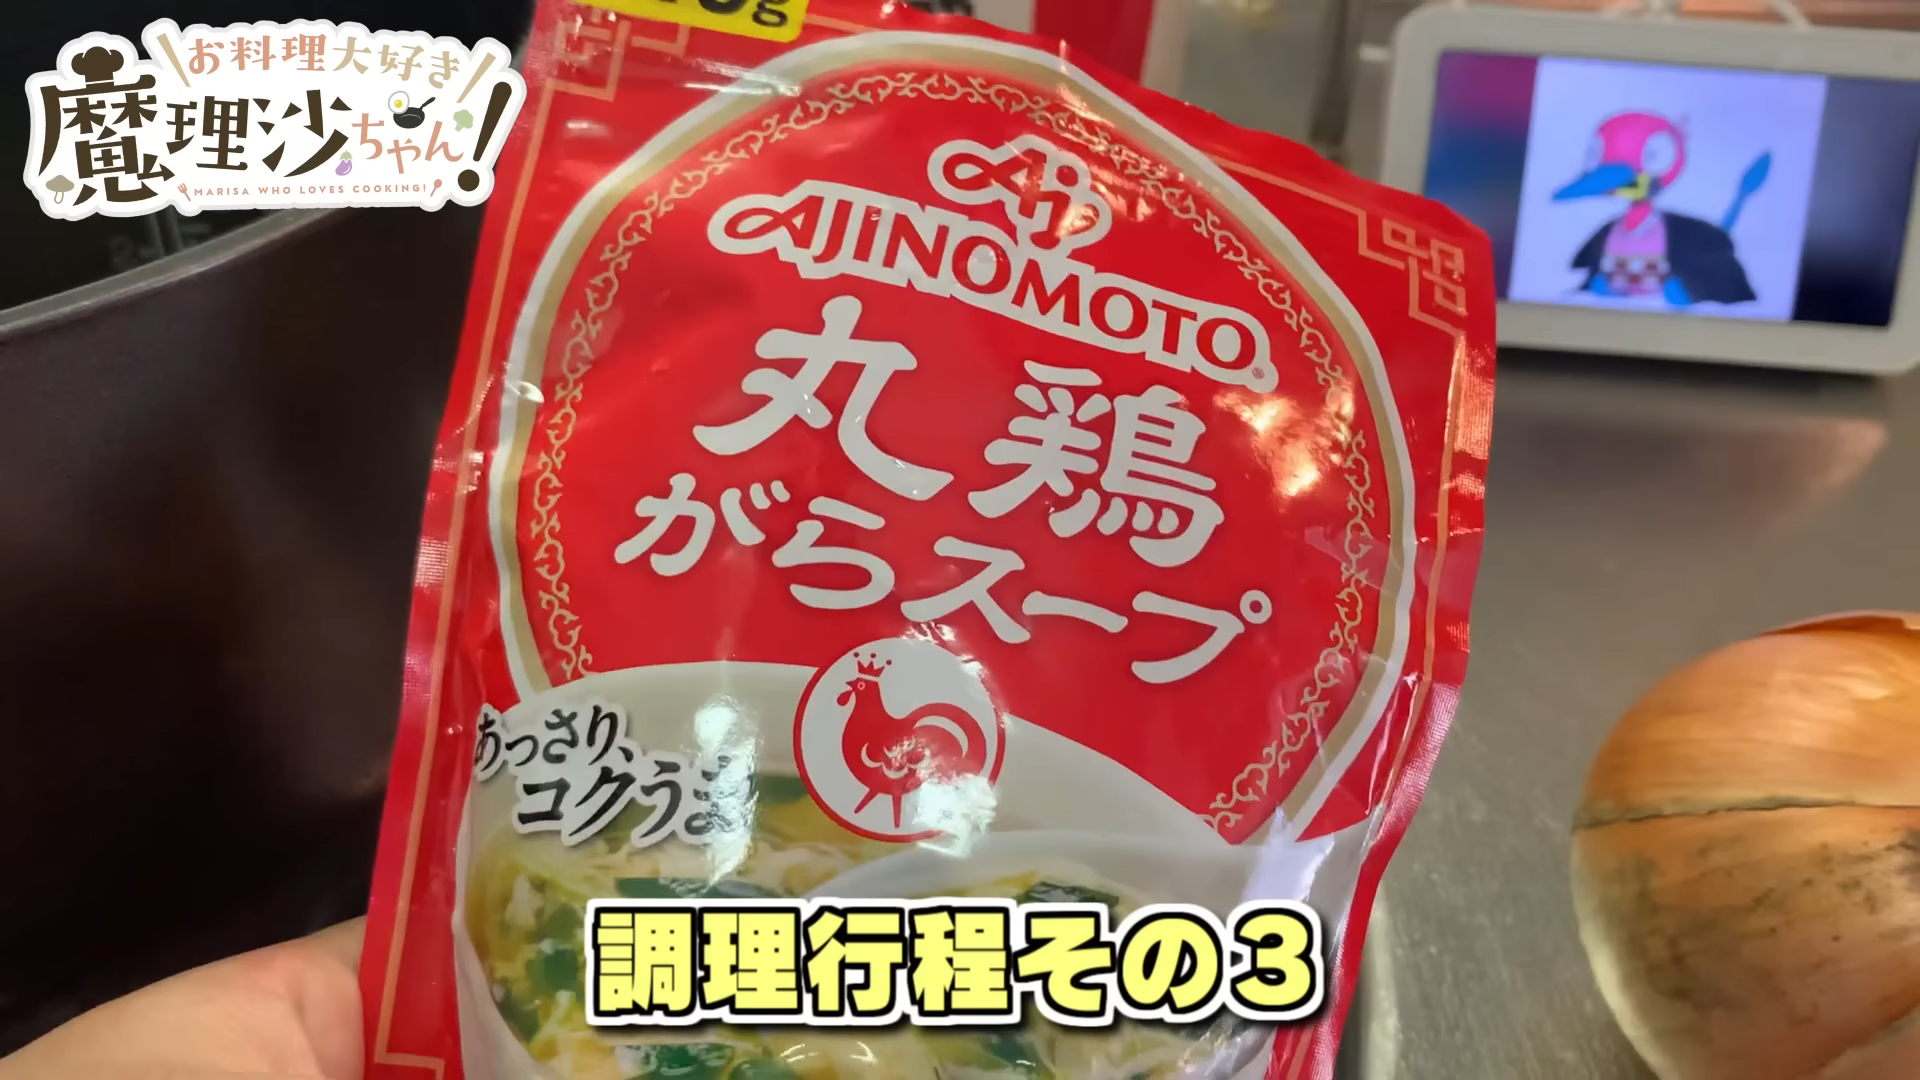 お料理大好き
魔理沙ちゃん!
MARISA WHO LOVES COOKING!
g
Aji
AJINOMOTO®
丸鶏
がらスープ
あっさり、
コクうま
調理行程その3